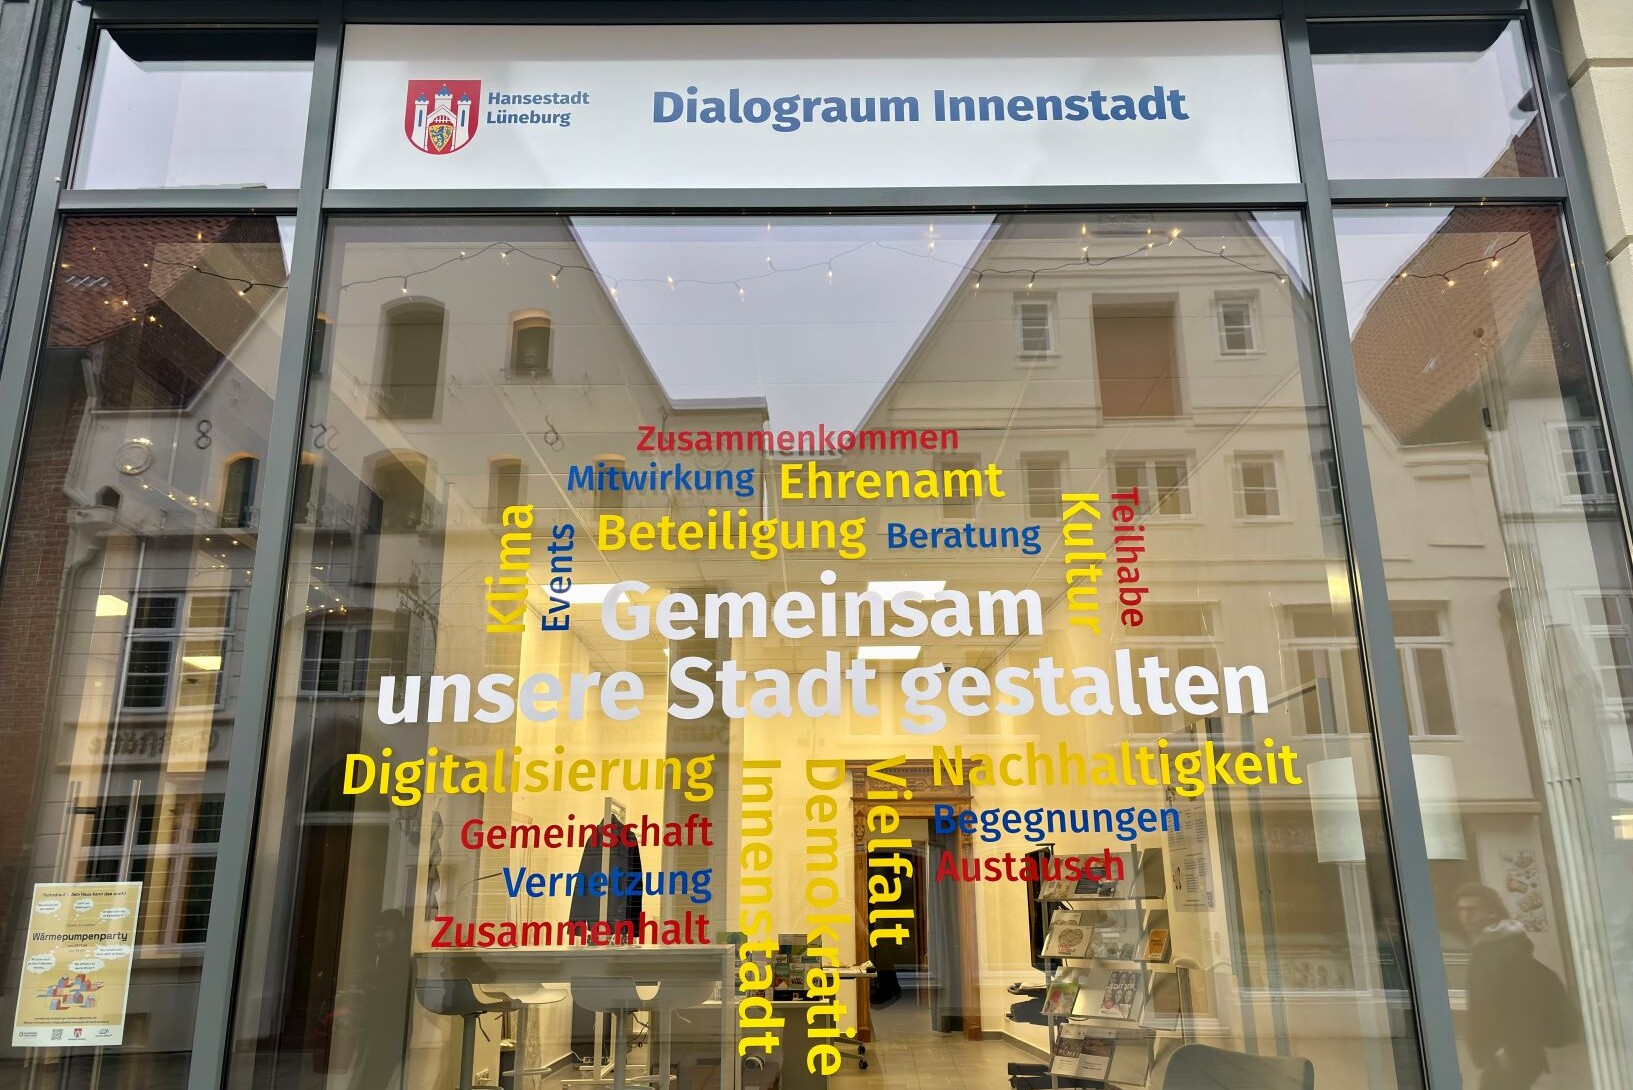 Hansestadt
Lüneburg
Dialograum Innenstadt
Zusammenkommen
Mitwirkung Ehrenamt
Klima
Events
Beteiligung Beratung
Kultur
Teilhabe
Gemeinsam
unsere Stadt gestalten
Digitalisierung
Innenstadt
Demokratie
Vielfalt
Nachhaltigkeit
Gemeinschaft
Begegnungen
Vernetzung
Austausch
Zusammenhalt
Wärmepumpenparty